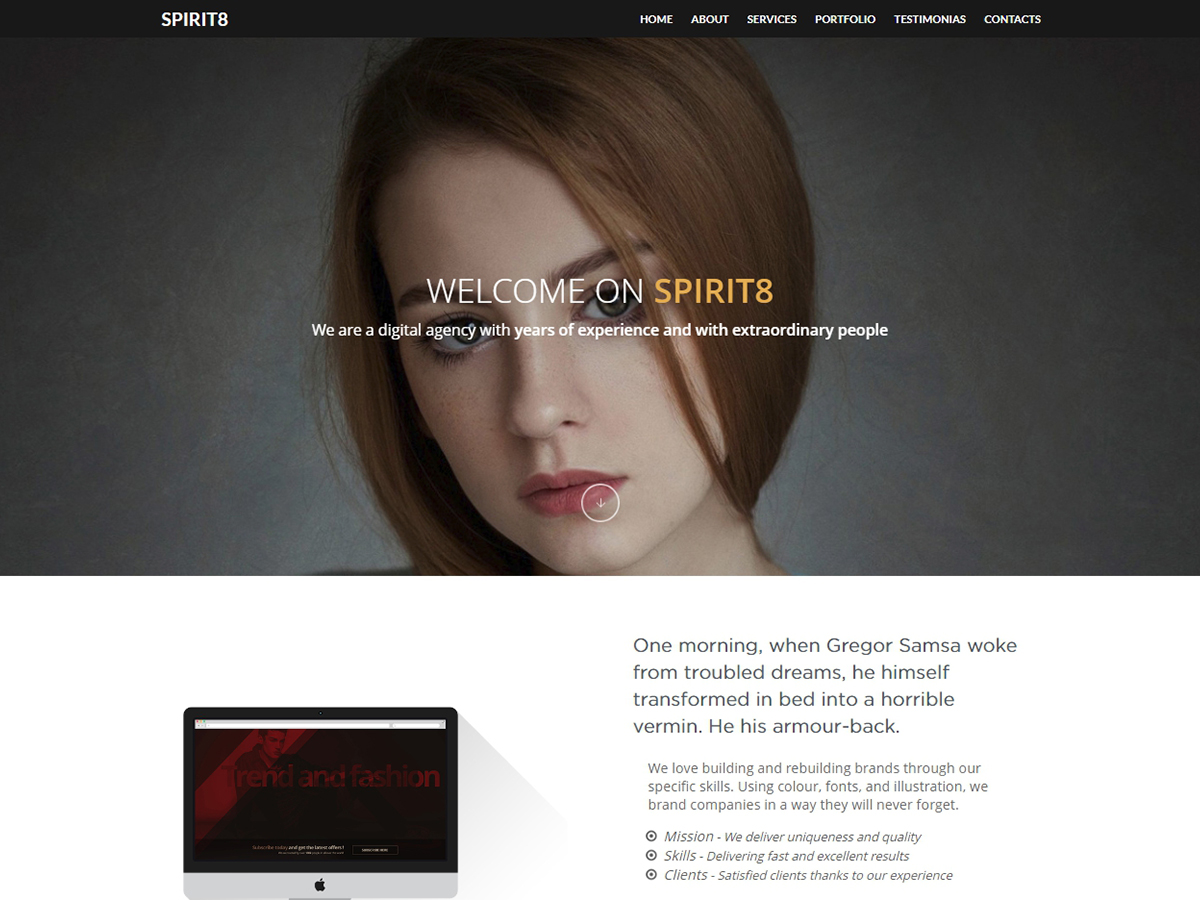 SPIRIT8
HOME ABOUT SERVICES PORTFOLIO TESTIMONIAS CONTACTS
WELCOME ON SPIRIT8
We are a digital agency with years of experience and with extraordinary people
One morning, when Gregor Samsa woke
from troubled dreams, he himself
transformed in bed into a horrible
vermin. He his armour-back.
We love building and rebuilding brands through our
specific skills. Using colour, fonts, and illustration, we
brand companies in a way they will never forget.
Mission - We deliver uniqueness and quality
Skills - Delivering fast and excellent results
Clients - Satisfied clients thanks to our experience
Trend and fashion
Subscribe today and get the latest offers!